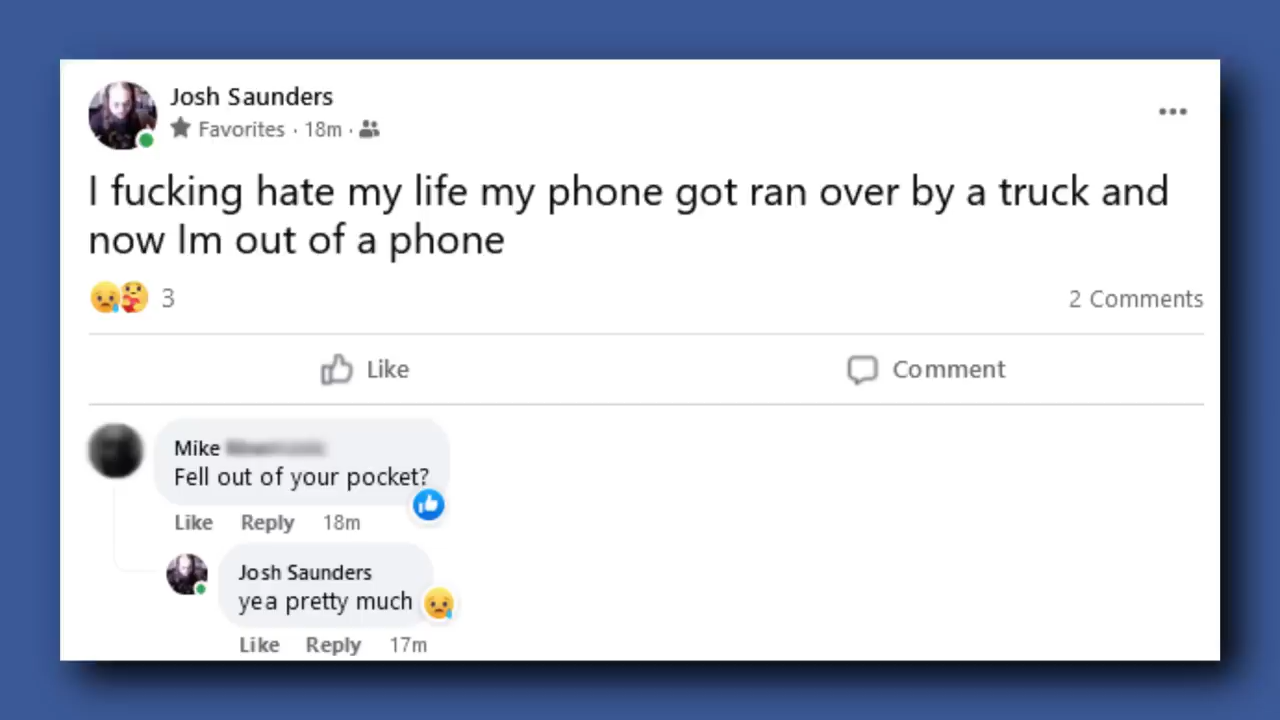 Josh Saunders
Favorites · 18m ·
I fucking hate my life my phone got ran over by a truck and
now Im out of a phone
3
2 Comments
Like
Comment
Mike
Fell out of your pocket?
Like Reply 18m
Josh Saunders
yea pretty much
Like Reply 17m